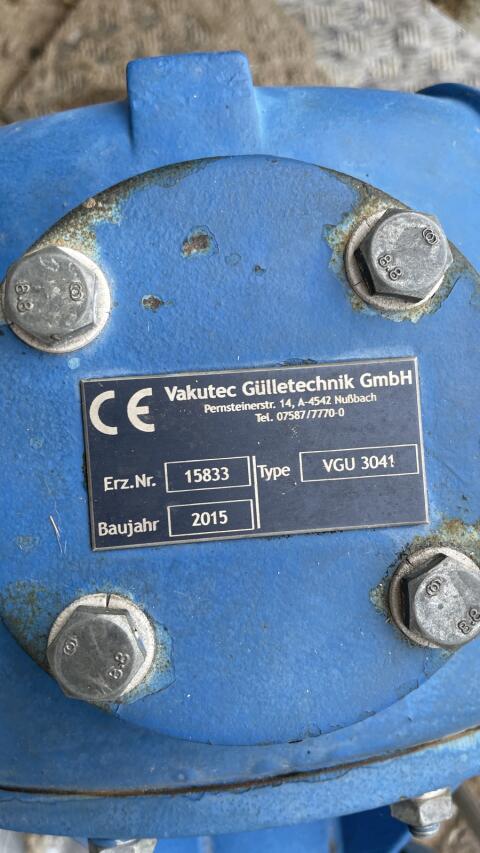 8.8
8.8
CE
Vakutec Gülletechnik GmbH
Pernsteinerstr. 14, A-4542 Nußbach
Tel. 07587/7770-0
Erz.Nr. 15833 Type VGU 3041
Baujahr 2015
8.8
8.8